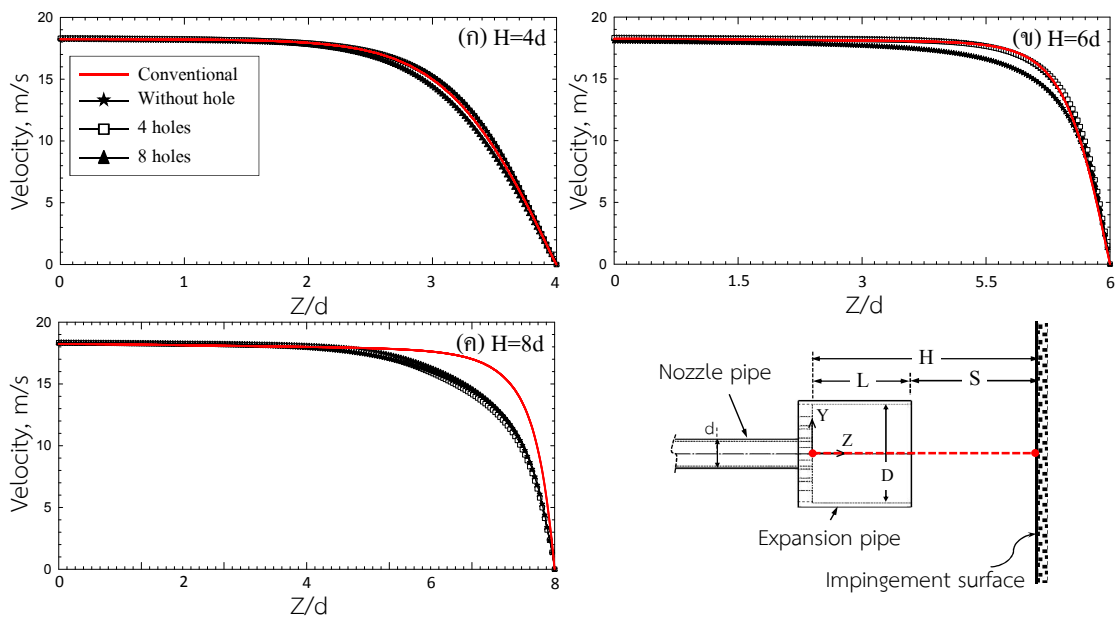 20
15
10
5
0
Velocity, m/s
(ก) H=4d
Conventional
Without hole
4 holes
8 holes
0 1 2 3 4
Z/d
20
15
10
5
0
Velocity, m/s
(ข) H=6d
0 1.5 3 5.5 6
Z/d
20
15
10
5
0
Velocity, m/s
(ค) H=8d
0 2 4 6 8
Z/d
H
L S
Nozzle pipe
Y
d
Z
D
Expansion pipe
Impingement surface